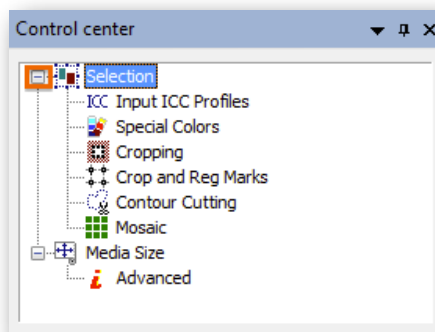 Control center
Selection
ICC Input ICC Profiles
Special Colors
Cropping
Crop and Reg Marks
Contour Cutting
Mosaic
Media Size
i Advanced